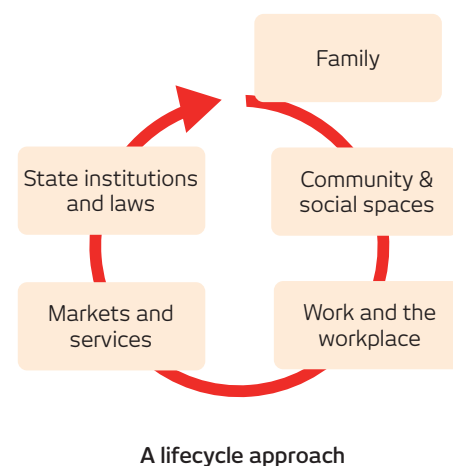 Family
Community &
social spaces
Work and the
workplace
Markets and
services
State institutions
and laws
A lifecycle approach